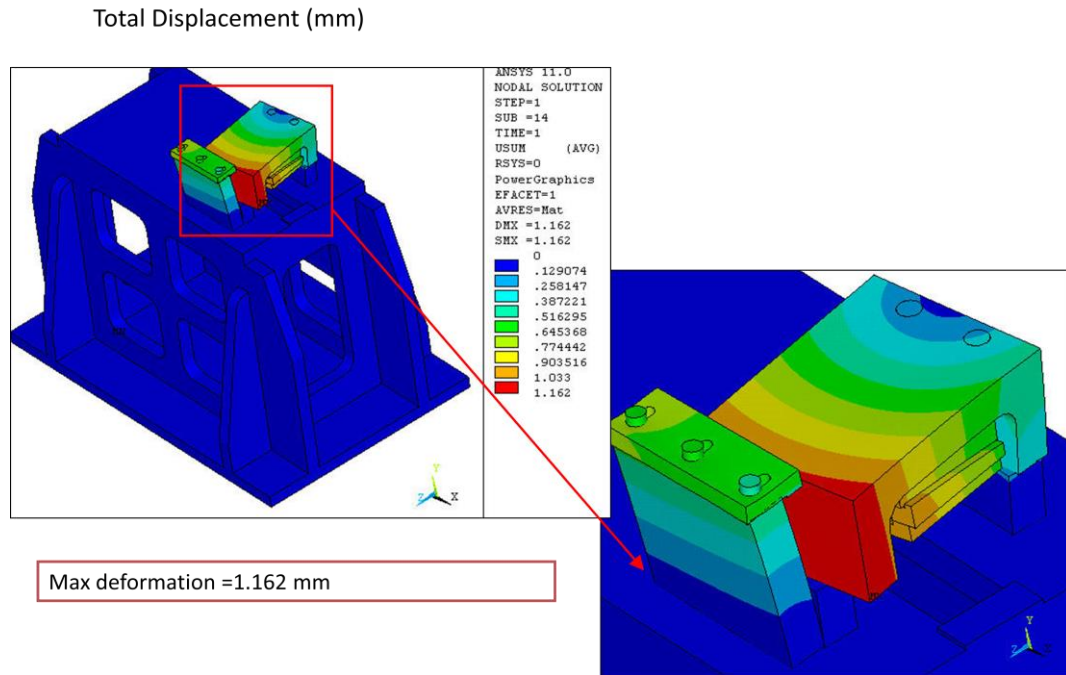 Total Displacement (mm)
ANSYS 11.0
NODAL SOLUTION
STEP=1
SUB =14
TIME=1
USUM (AVG)
RSYS=0
PowerGraphics
EFACET=1
AVRES=Mat
DMX =1.162
SMX =1.162
0
.129074
.258147
.387221
.516295
.645368
.774442
.903516
1.033
1.162
Y
Z X
Max deformation =1.162 mm
Y
Z X